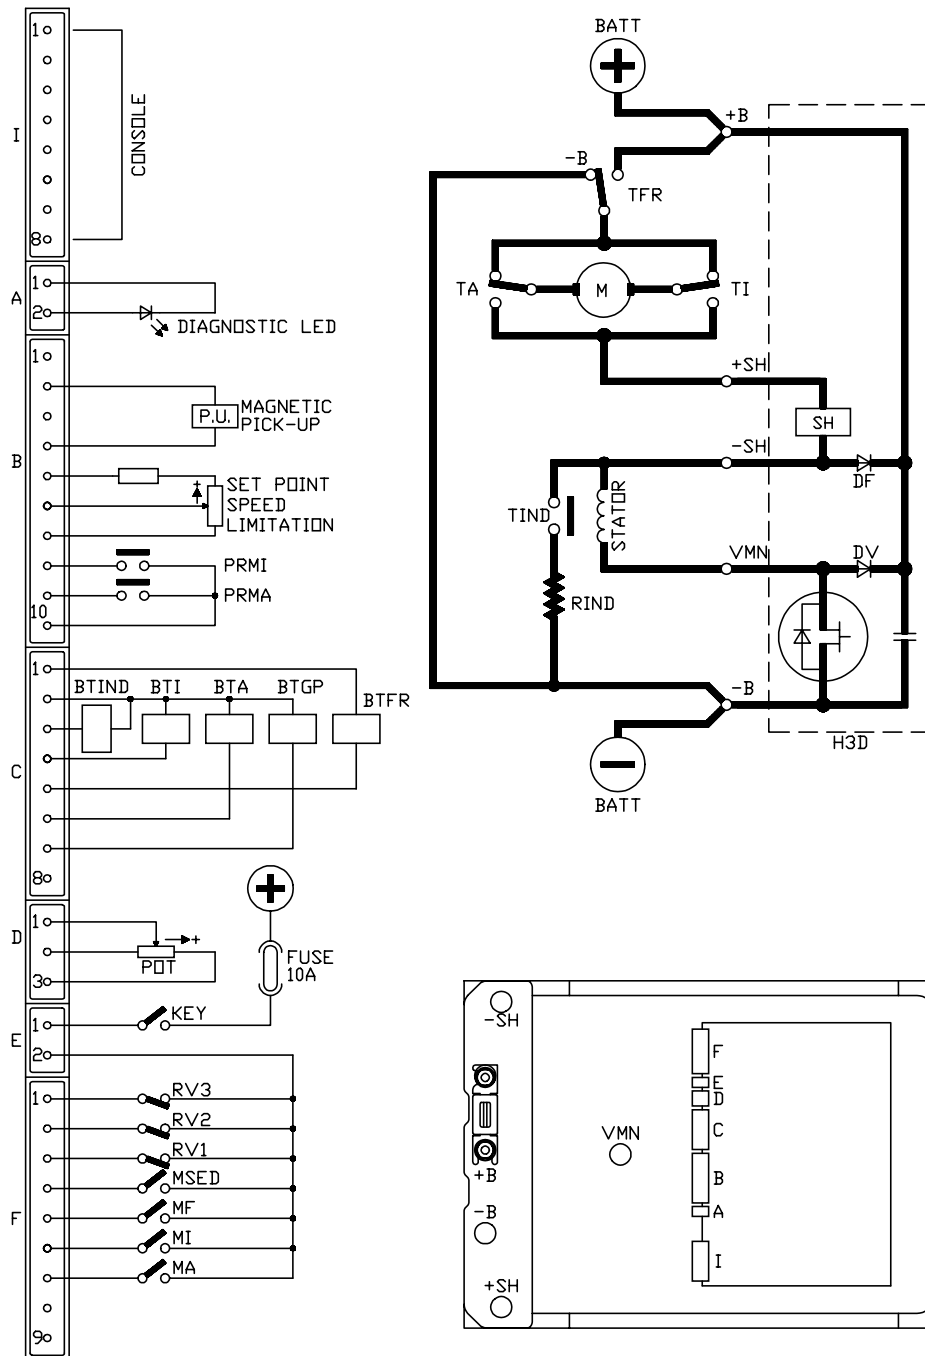 I
1
8
CONSOLE
A
1
2
DIAGNOSTIC LED
B
1
10
P.U.
MAGNETIC
PICK-UP
SET POINT
SPEED
LIMITATION
PRMI
PRMA
C
1
8
BTIND
BTI
BTA
BTGP
BTFR
D
1
3
POT
+
FUSE
10A
E
1
2
KEY
F
1
9
RV3
RV2
RV1
MSED
MF
MI
MA
BATT
+B
-B
TFR
TA
M
TI
+SH
SH
-SH
DF
TIND
STATOR
VMN
DV
RIND
-B
H3D
BATT
-SH
+B
-B
+SH
VMN
F
E
D
C
B
A
I